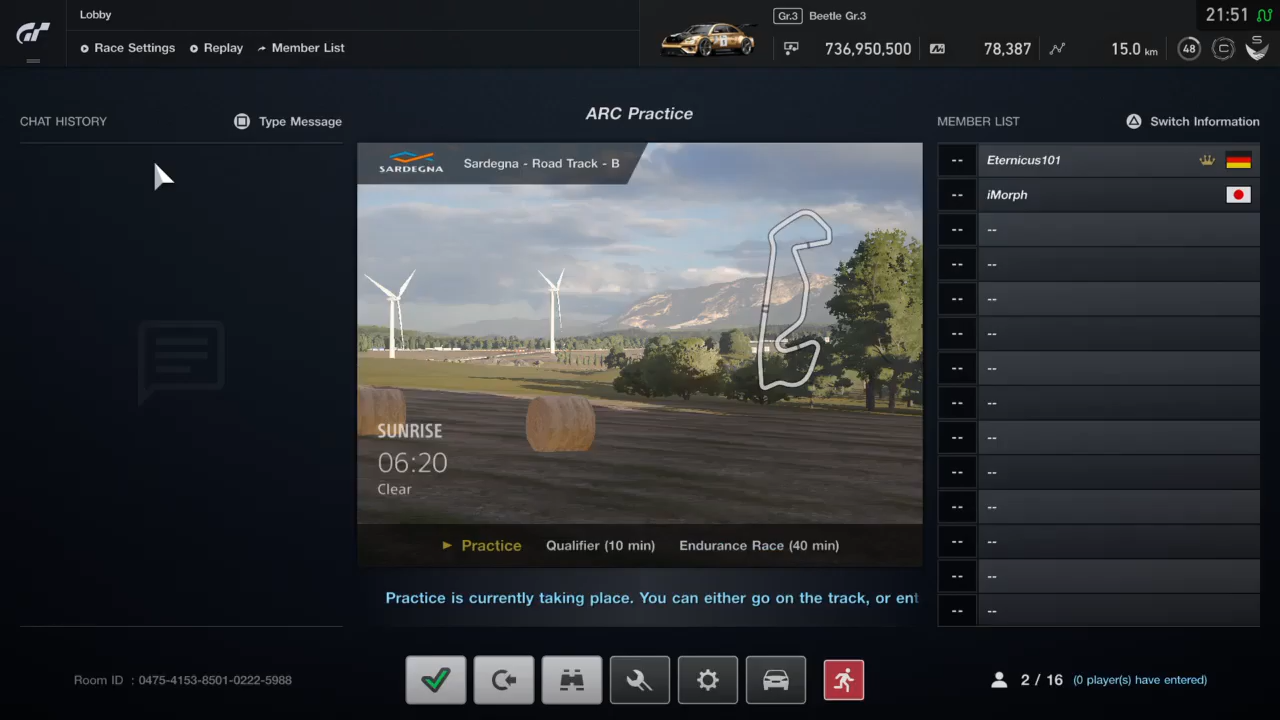 Lobby
Race Settings Replay Member List
Gr.3 Beetle Gr.3
736,950,500 78,387 15.0 km 48 C S
21:51
CHAT HISTORY Type Message
ARC Practice
SARDEGNA Sardegna - Road Track - B
SUNRISE
06:20
Clear
Practice Qualifier (10 min) Endurance Race (40 min)
Practice is currently taking place. You can either go on the track, or ent
MEMBER LIST Switch Information
-- Eternicus101
-- iMorph
-- --
-- --
-- --
-- --
-- --
-- --
-- --
-- --
-- --
-- --
-- --
-- --
Room ID : 0475-4153-8501-0222-5988
2 / 16 (0 player(s) have entered)